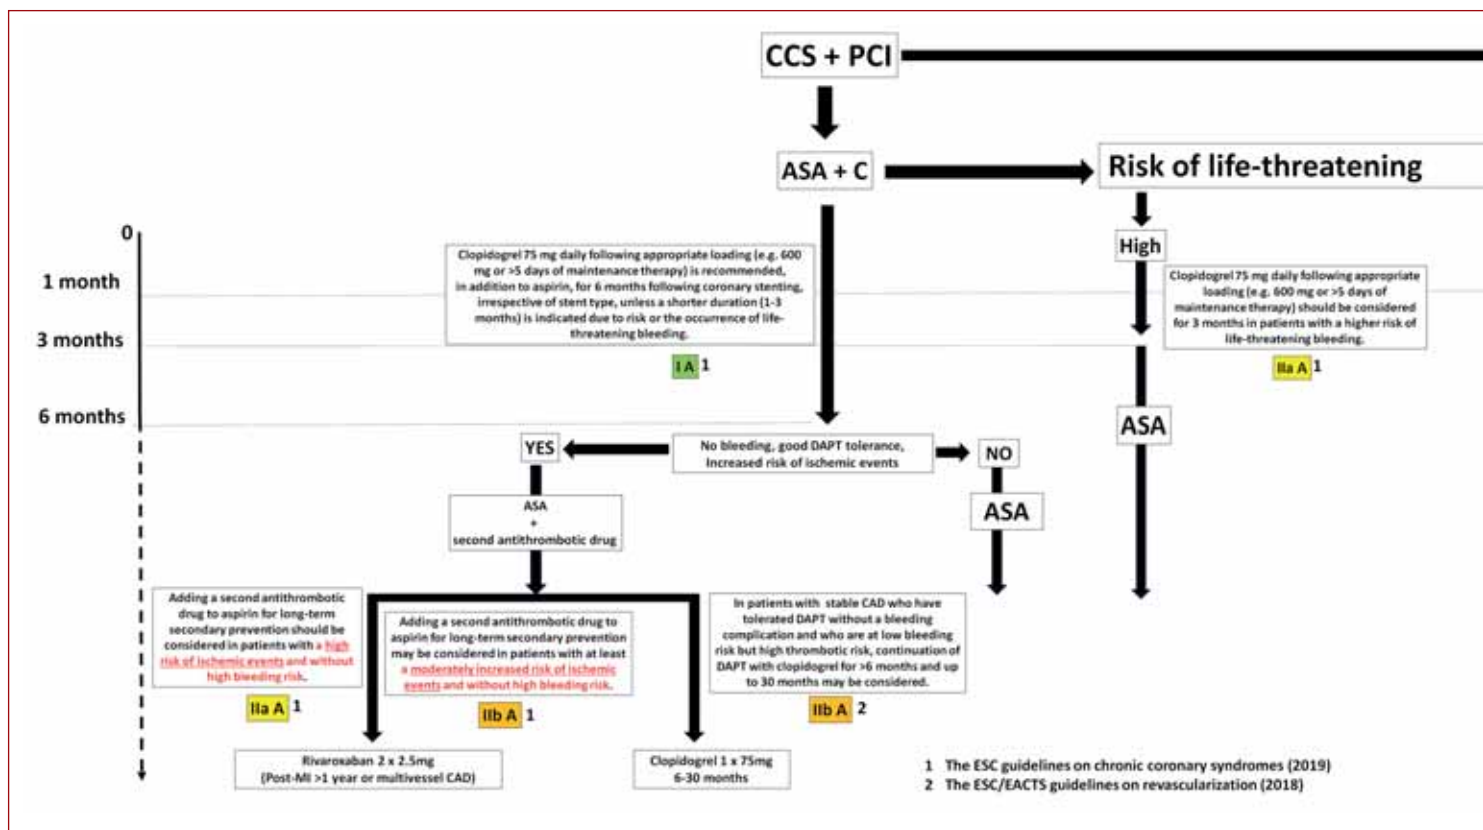 CCS + PCI
ASA + C
Risk of life-threatening
0
1 month
3 months
6 months
High
Clopidogrel 75 mg daily following appropriate loading (e.g. 600
mg or >5 days of maintenance therapy) is recommended,
in addition to aspirin, for 6 months following coronary stenting,
irrespective of stent type, unless a shorter duration (1-3
months) is indicated due to risk or the occurrence of life-
threatening bleeding.
I A 1
Clopidogrel 75 mg daily following appropriate
loading (e.g. 600 mg or >5 days of
maintenance therapy) should be considered
for 3 months in patients with a higher risk of
life-threatening bleeding.
IIa A 1
ASA
YES
No bleeding, good DAPT tolerance,
Increased risk of ischemic events
NO
ASA
+
second antithrombotic drug
ASA
Adding a second antithrombotic
drug to aspirin for long-term
secondary prevention should be
considered in patients with a high
risk of ischemic events and without
high bleeding risk.
IIa A 1
Adding a second antithrombotic drug to
aspirin for long-term secondary prevention
may be considered in patients with at least
a moderately increased risk of ischemic
events and without high bleeding risk.
IIb A 1
In patients with stable CAD who have
tolerated DAPT without a bleeding
complication and who are at low bleeding
risk but high thrombotic risk, continuation of
DAPT with clopidogrel for >6 months and up
to 30 months may be considered.
IIb A 2
Rivaroxaban 2 x 2.5mg
(Post-MI >1 year or multivessel CAD)
Clopidogrel 1 x 75mg
6-30 months
1 The ESC guidelines on chronic coronary syndromes (2019)
2 The ESC/EACTS guidelines on revascularization (2018)